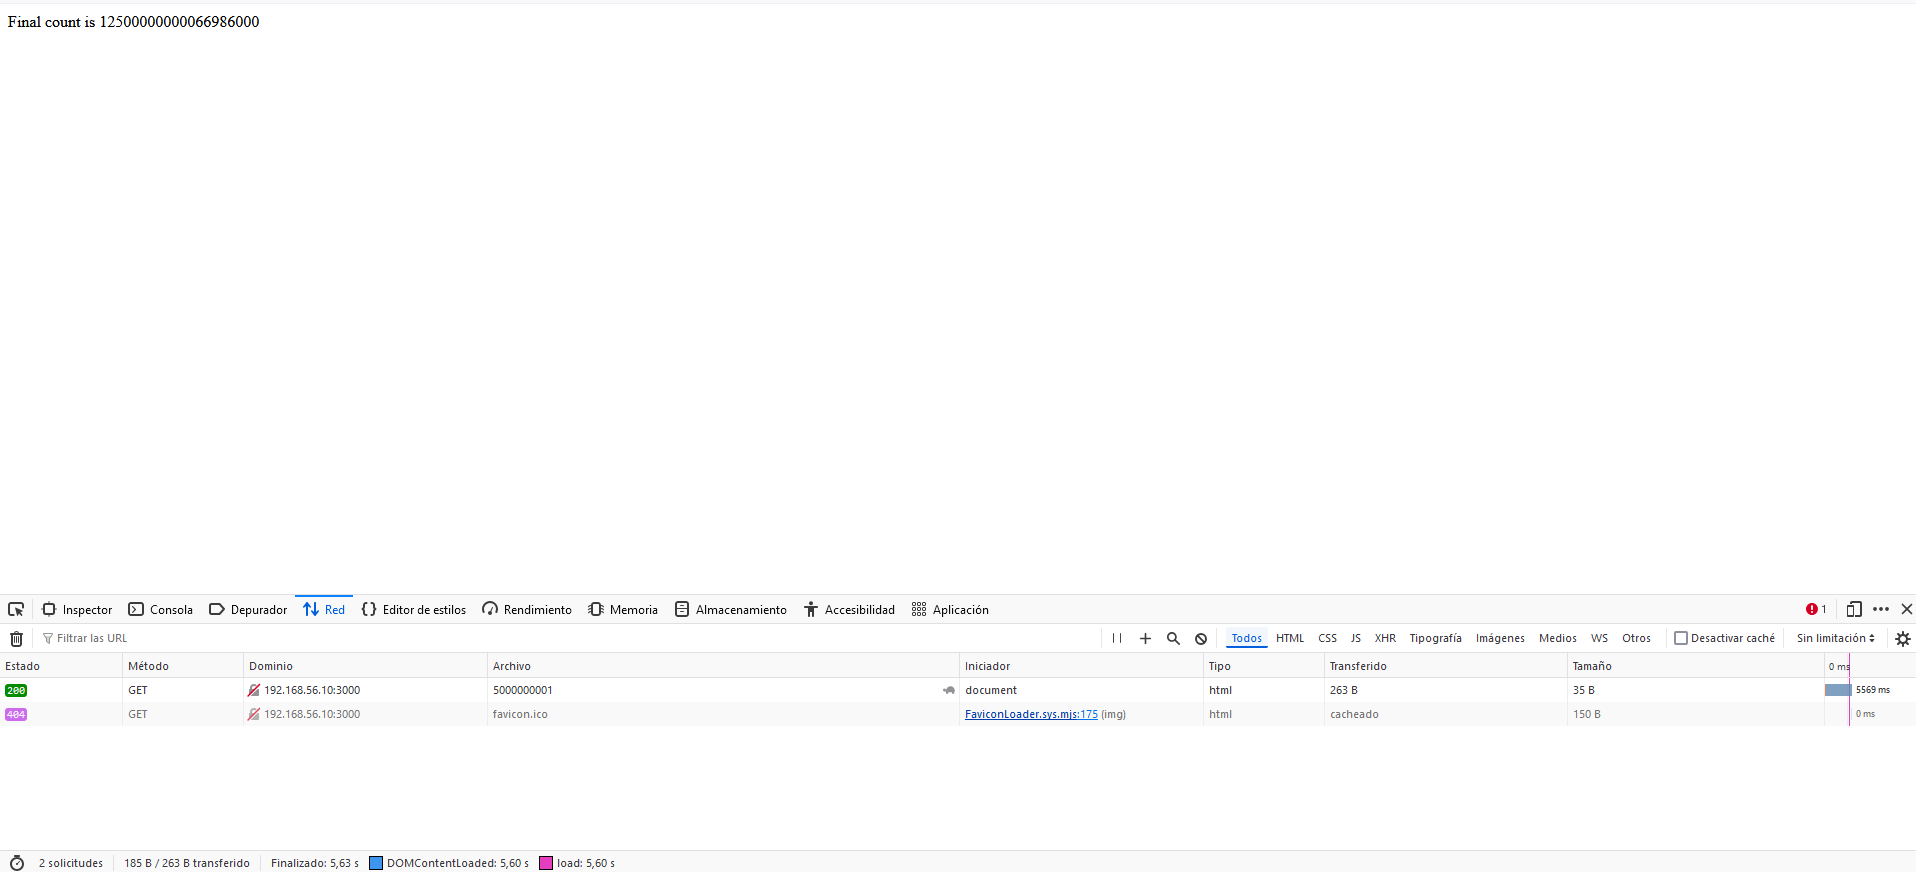 Final count is 12500000000066986000
Inspector Consola Depurador Red Editor de estilos Rendimiento Memoria Almacenamiento Accesibilidad Aplicación 1
Filtrar las URL Todos HTML CSS JS XHR Tipografía Imágenes Medios WS Otros Desactivar caché Sin limitación
Estado Método Dominio Archivo Iniciador Tipo Transferido Tamaño 0 ms
200 GET 192.168.56.10:3000 5000000001 document html 263 B 35 B 5569 ms
404 GET 192.168.56.10:3000 favicon.ico FaviconLoader.sys.mjs:175 (img) html cacheado 150 B 0 ms
2 solicitudes 185 B / 263 B transferido Finalizado: 5,63 s DOMContentLoaded: 5,60 s load: 5,60 s